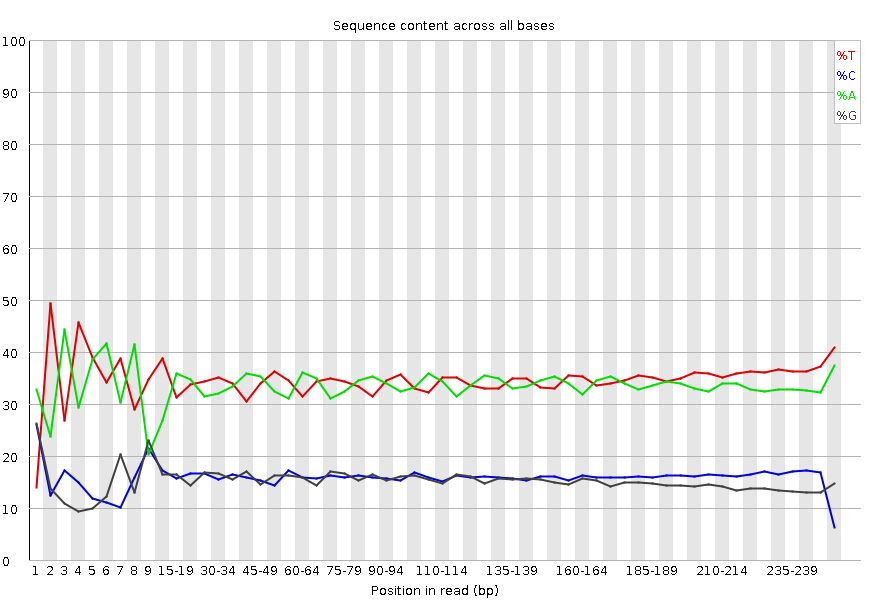 Sequence content across all bases
%T
%C
%A
%G
100
90
80
70
60
50
40
30
20
10
0
1 2 3 4 5 6 7 8 9 15-19 30-34 45-49 60-64 75-79 90-94 110-114 135-139 160-164 185-189 210-214 235-239
Position in read (bp)